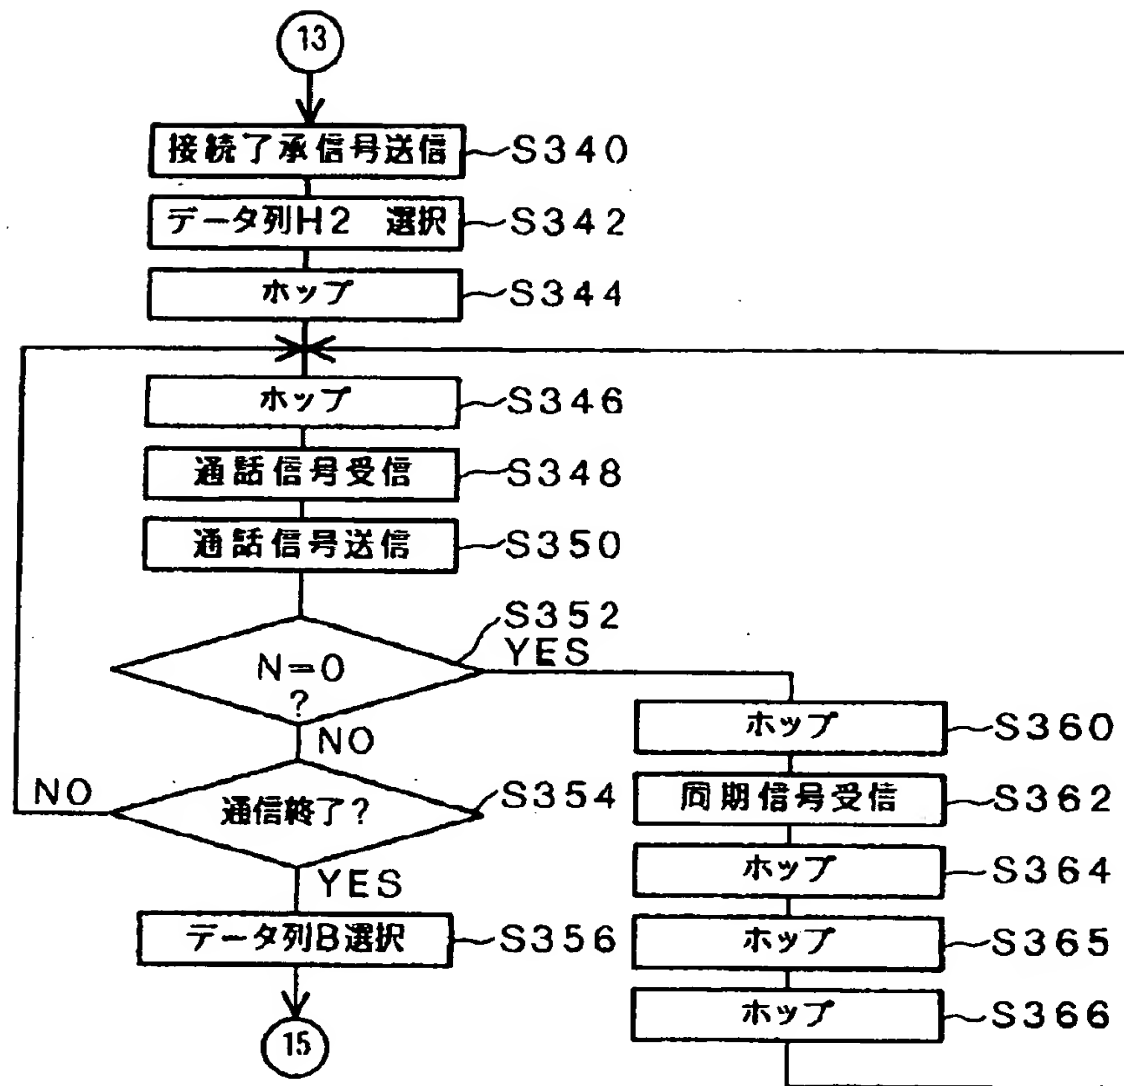 13
接続了承信号送信 S340
データ列H2 選択 S342
ホップ S344
ホップ S346
通話信号受信 S348
通話信号送信 S350
S352
N=0
?
YES
NO
通信終了? S354
NO
YES
データ列B選択 S356
15
ホップ S360
同期信号受信 S362
ホップ S364
ホップ S365
ホップ S366